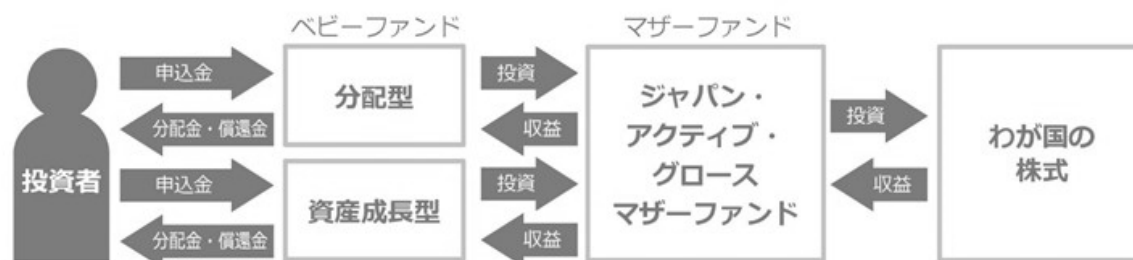 ベビーファンド
マザーファンド
投資者
申込金
分配金・償還金
申込金
分配金・償還金
分配型
資産成長型
投資
収益
投資
収益
ジャパン・
アクティブ・
グロース
マザーファンド
投資
収益
わが国の
株式